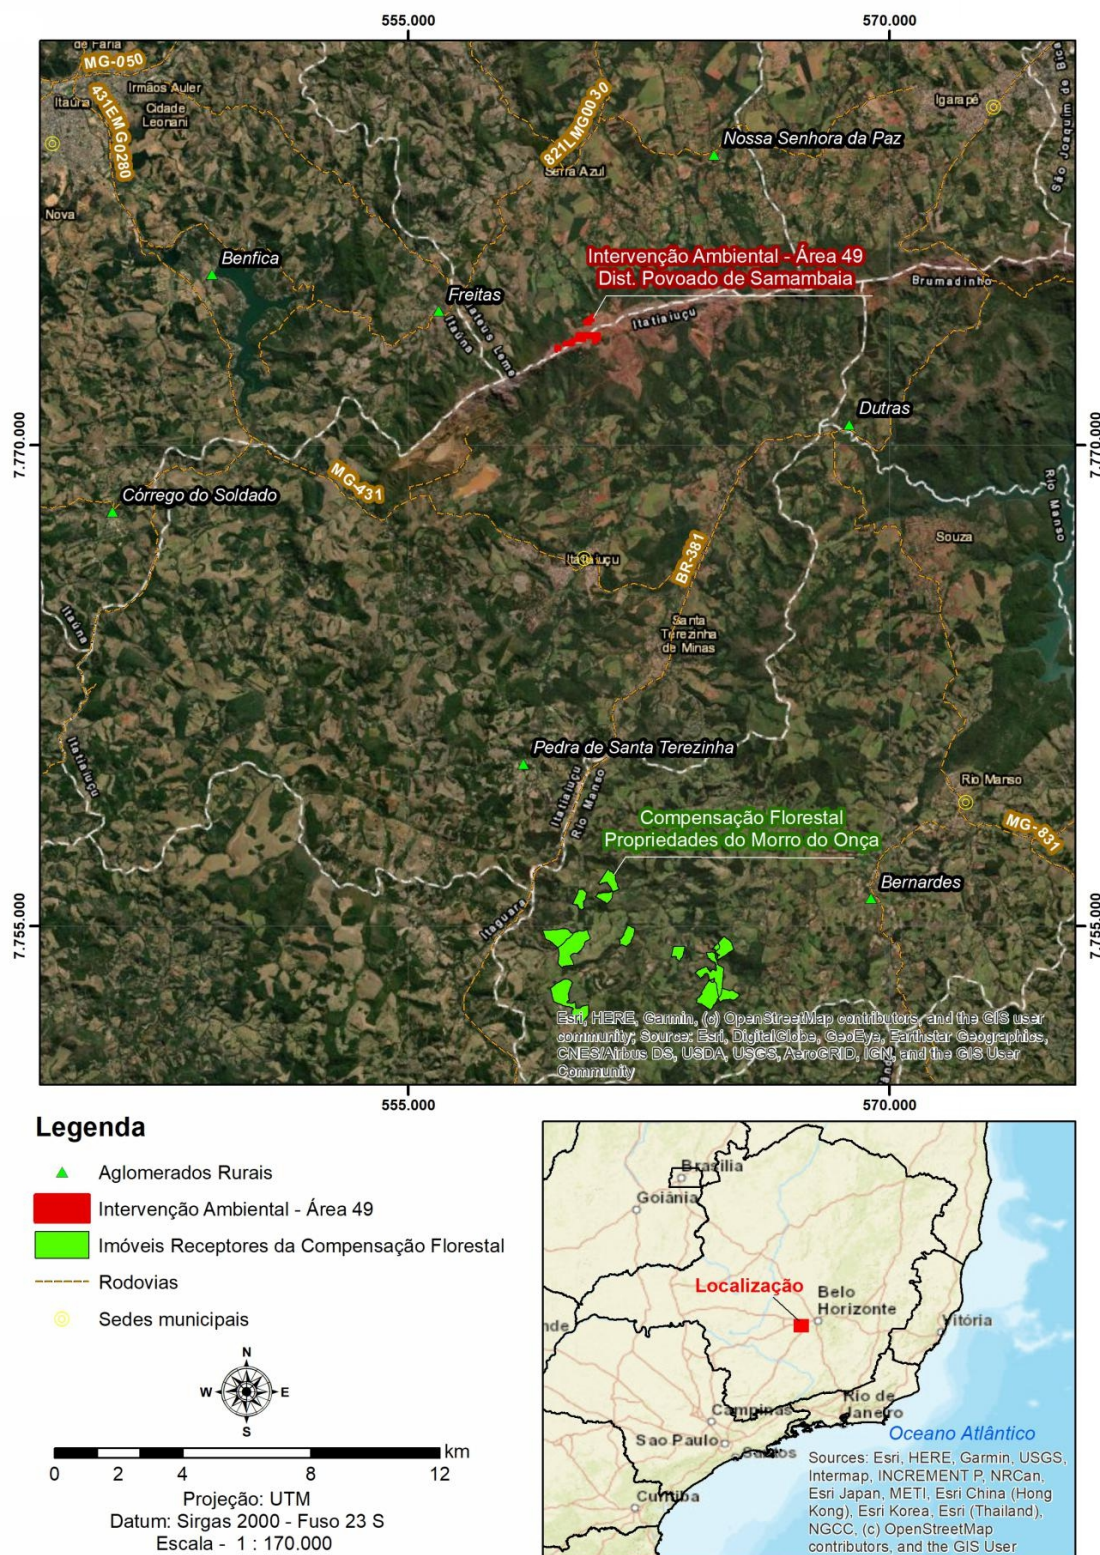 555.000
570.000
de Faria
MG-050
Irmãos Auler
Itaúna
Cidade
Leonani
431EMG0280
821LMG0030
Igarapé
São Joaquim de Bica
Nossa Senhora da Paz
Serra Azul
Nova
Benfica
Intervenção Ambiental - Área 49
Dist. Povoado de Samambaia
Brumadinho
Freitas
Mateus Leme
Itaúna
Itatiaiuçu
Dutras
7.770.000
7.770.000
MG-431
Córrego do Soldado
Rio Manso
Souza
Itatiaiuçu
BR-381
Itaúna
Santa
Terezinha
de Minas
Itatiaiuçu
Pedra de Santa Terezinha
Itatiaiuçu
Rio Manso
Rio Manso
MG-831
Compensação Florestal
Propriedades do Morro do Onça
Bernardes
Itaguara
7.755.000
7.755.000
Esri, HERE, Garmin, (c) OpenStreetMap contributors, and the GIS user
community; Source: Esri, DigitalGlobe, GeoEye, Earthstar Geographics,
CNES/Airbus DS, USDA, USGS, AeroGRID, IGN, and the GIS User
Community
555.000
570.000
Legenda
Aglomerados Rurais
Intervenção Ambiental - Área 49
Imóveis Receptores da Compensação Florestal
Rodovias
Sedes municipais
N
W
E
S
km
0 2 4 8 12
Projeção: UTM
Datum: Sirgas 2000 - Fuso 23 S
Escala - 1 : 170.000
Brasilia
Goiânia
Localização
Belo
Horizonte
nde
Vitória
Rio de
Janeiro
Campinas
Sao Paulo
Santos
Oceano Atlântico
Curitiba
Sources: Esri, HERE, Garmin, USGS,
Intermap, INCREMENT P, NRCan,
Esri Japan, METI, Esri China (Hong
Kong), Esri Korea, Esri (Thailand),
NGCC, (c) OpenStreetMap
contributors, and the GIS User